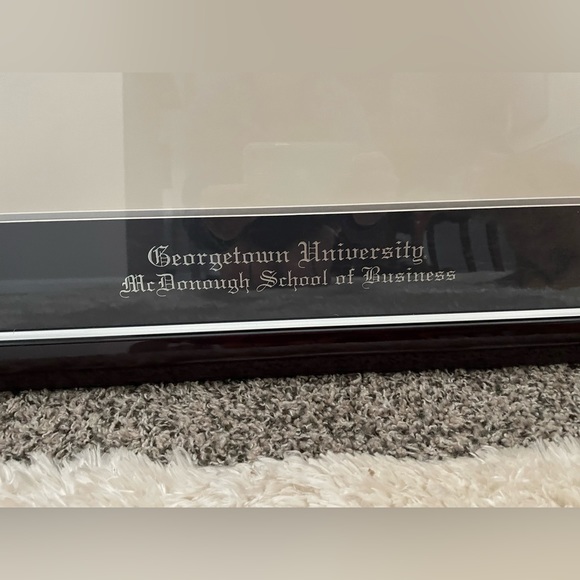 Georgetown University
McDonough School of Business